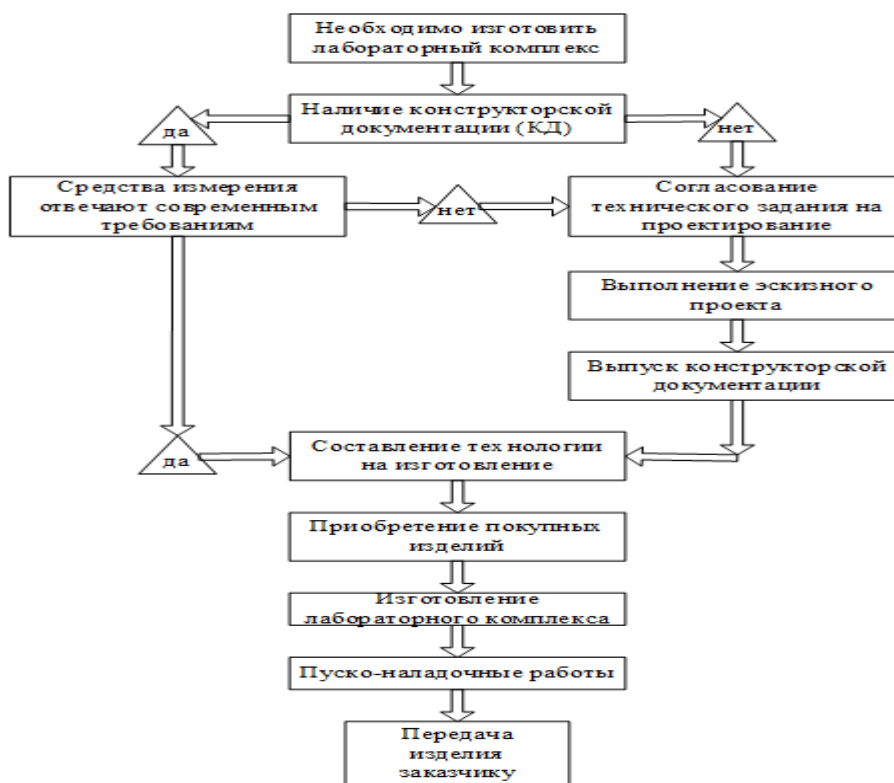 Необходимо изготовить
лабораторный комплекс
Наличие конструкторской
документации (КД)
да
нет
Средства измерения
отвечают современным
требованиям
нет
Согласование
технического задания на
проектирование
Выполнение эскизного
проекта
Выпуск конструкторской
документации
да
Составление технологии
на изготовление
Приобретение покупных
изделий
Изготовление
лабораторного комплекса
Пуско-наладочные работы
Передача
изделия
заказчику